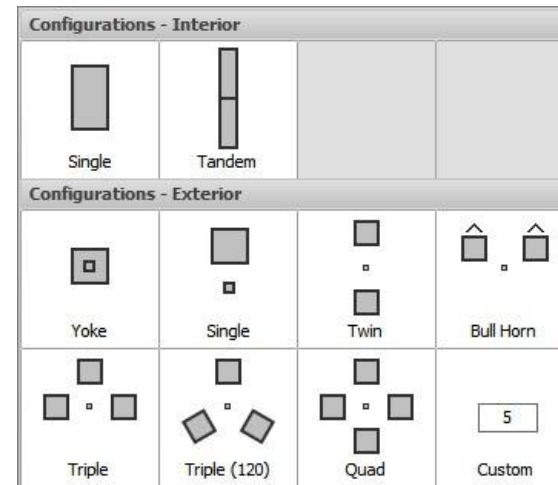 Configurations - Interior
Single
Tandem
Configurations - Exterior
Yoke
Single
Twin
Bull Horn
5
Triple
Triple (120)
Quad
Custom